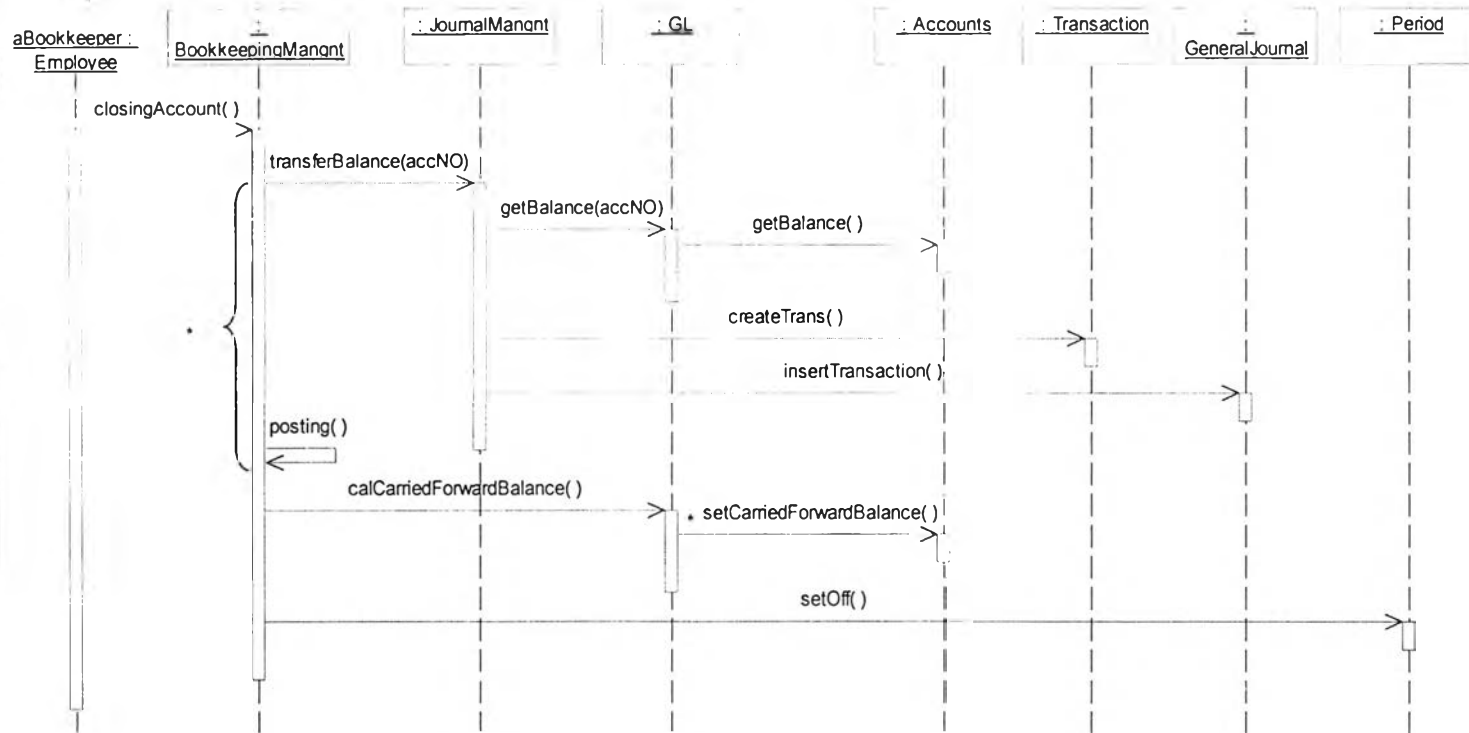 aBookkeeper :
Employee
:
BookkeepingMangnt
: JournalMangnt
: GL
: Accounts
: Transaction
:
GeneralJournal
: Period
closingAccount( )
transferBalance(accNO)
getBalance(accNO)
getBalance( )
*
createTrans( )
insertTransaction( )
posting( )
calCarriedForwardBalance( )
* setCarriedForwardBalance( )
setOff( )